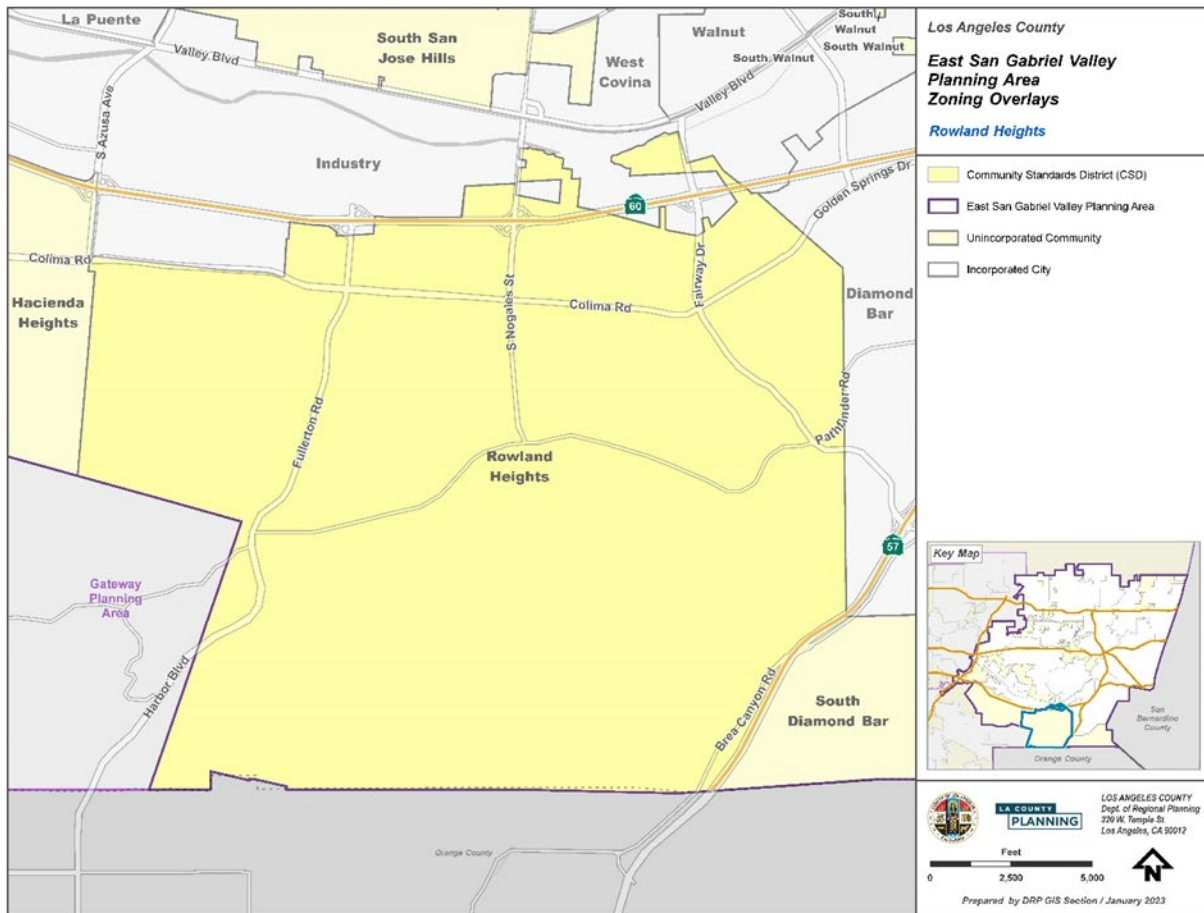 La Puente
Valley Blvd
S Azusa Ave
South San
Jose Hills
West
Covina
Walnut
South
Walnut
South Walnut
South Walnut
Valley Blvd
Industry
60
Golden Springs Dr
Colima Rd
Hacienda
Heights
S Nogales St
Colima Rd
Fairway Dr
Diamond
Bar
Fullerton Rd
Rowland
Heights
Pathfinder Rd
57
Gateway
Planning
Area
Harbor Blvd
Brea Canyon Rd
South
Diamond Bar
Orange County
Los Angeles County
East San Gabriel Valley
Planning Area
Zoning Overlays
Rowland Heights
Community Standards District (CSD)
East San Gabriel Valley Planning Area
Unincorporated Community
Incorporated City
Key Map
San
Bernardino
County
Orange County
LA COUNTY
PLANNING
LOS ANGELES COUNTY
Dept. of Regional Planning
320 W. Temple St.
Los Angeles, CA 90012
Feet
0 2,500 5,000
N
Prepared by DRP GIS Section / January 2023